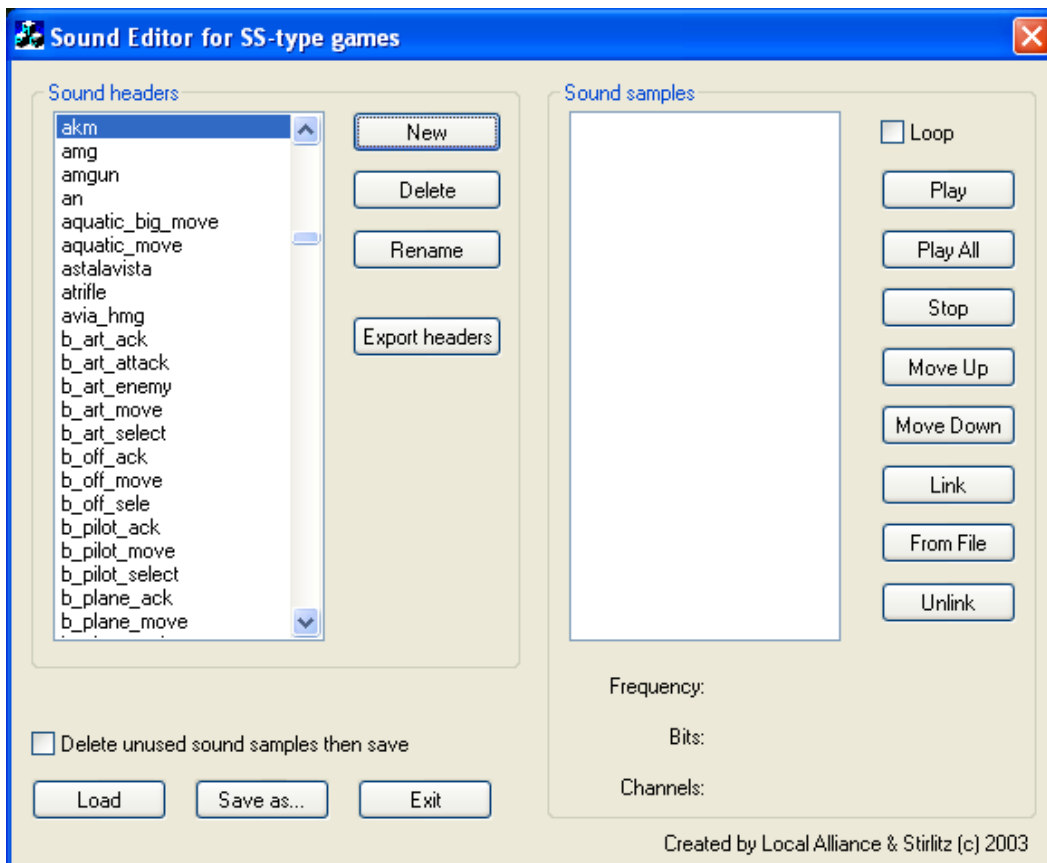 Sound Editor for SS-type games
Sound headers
akm
amg
amgun
an
aquatic_big_move
aquatic_move
astalavista
atrifle
avia_hmg
b_art_ack
b_art_attack
b_art_enemy
b_art_move
b_art_select
b_off_ack
b_off_move
b_off_sele
b_pilot_ack
b_pilot_move
b_pilot_select
b_plane_ack
b_plane_move
New
Delete
Rename
Export headers
Sound samples
Loop
Play
Play All
Stop
Move Up
Move Down
Link
From File
Unlink
Frequency:
Bits:
Channels:
Delete unused sound samples then save
Load
Save as...
Exit
Created by Local Alliance & Stirlitz (c) 2003